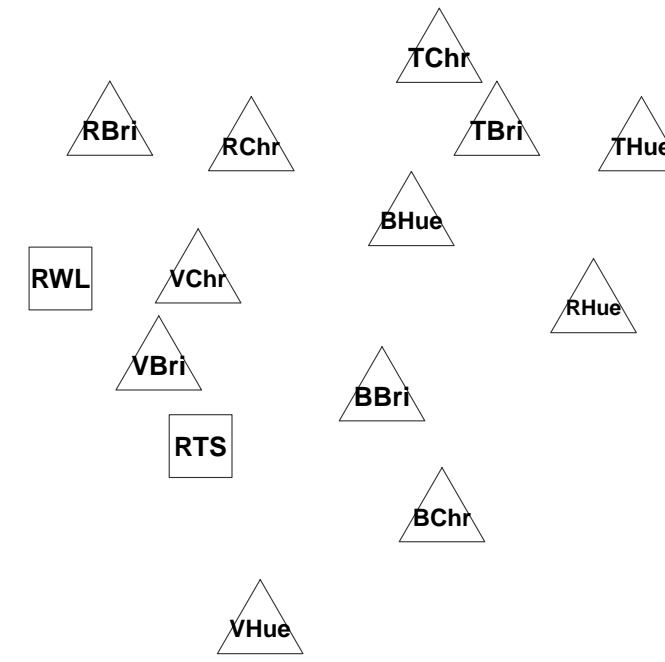 TChr
RBri
RChr
TBri
THue
BHue
RWL
VChr
RHue
VBri
BBri
RTS
BChr
VHue